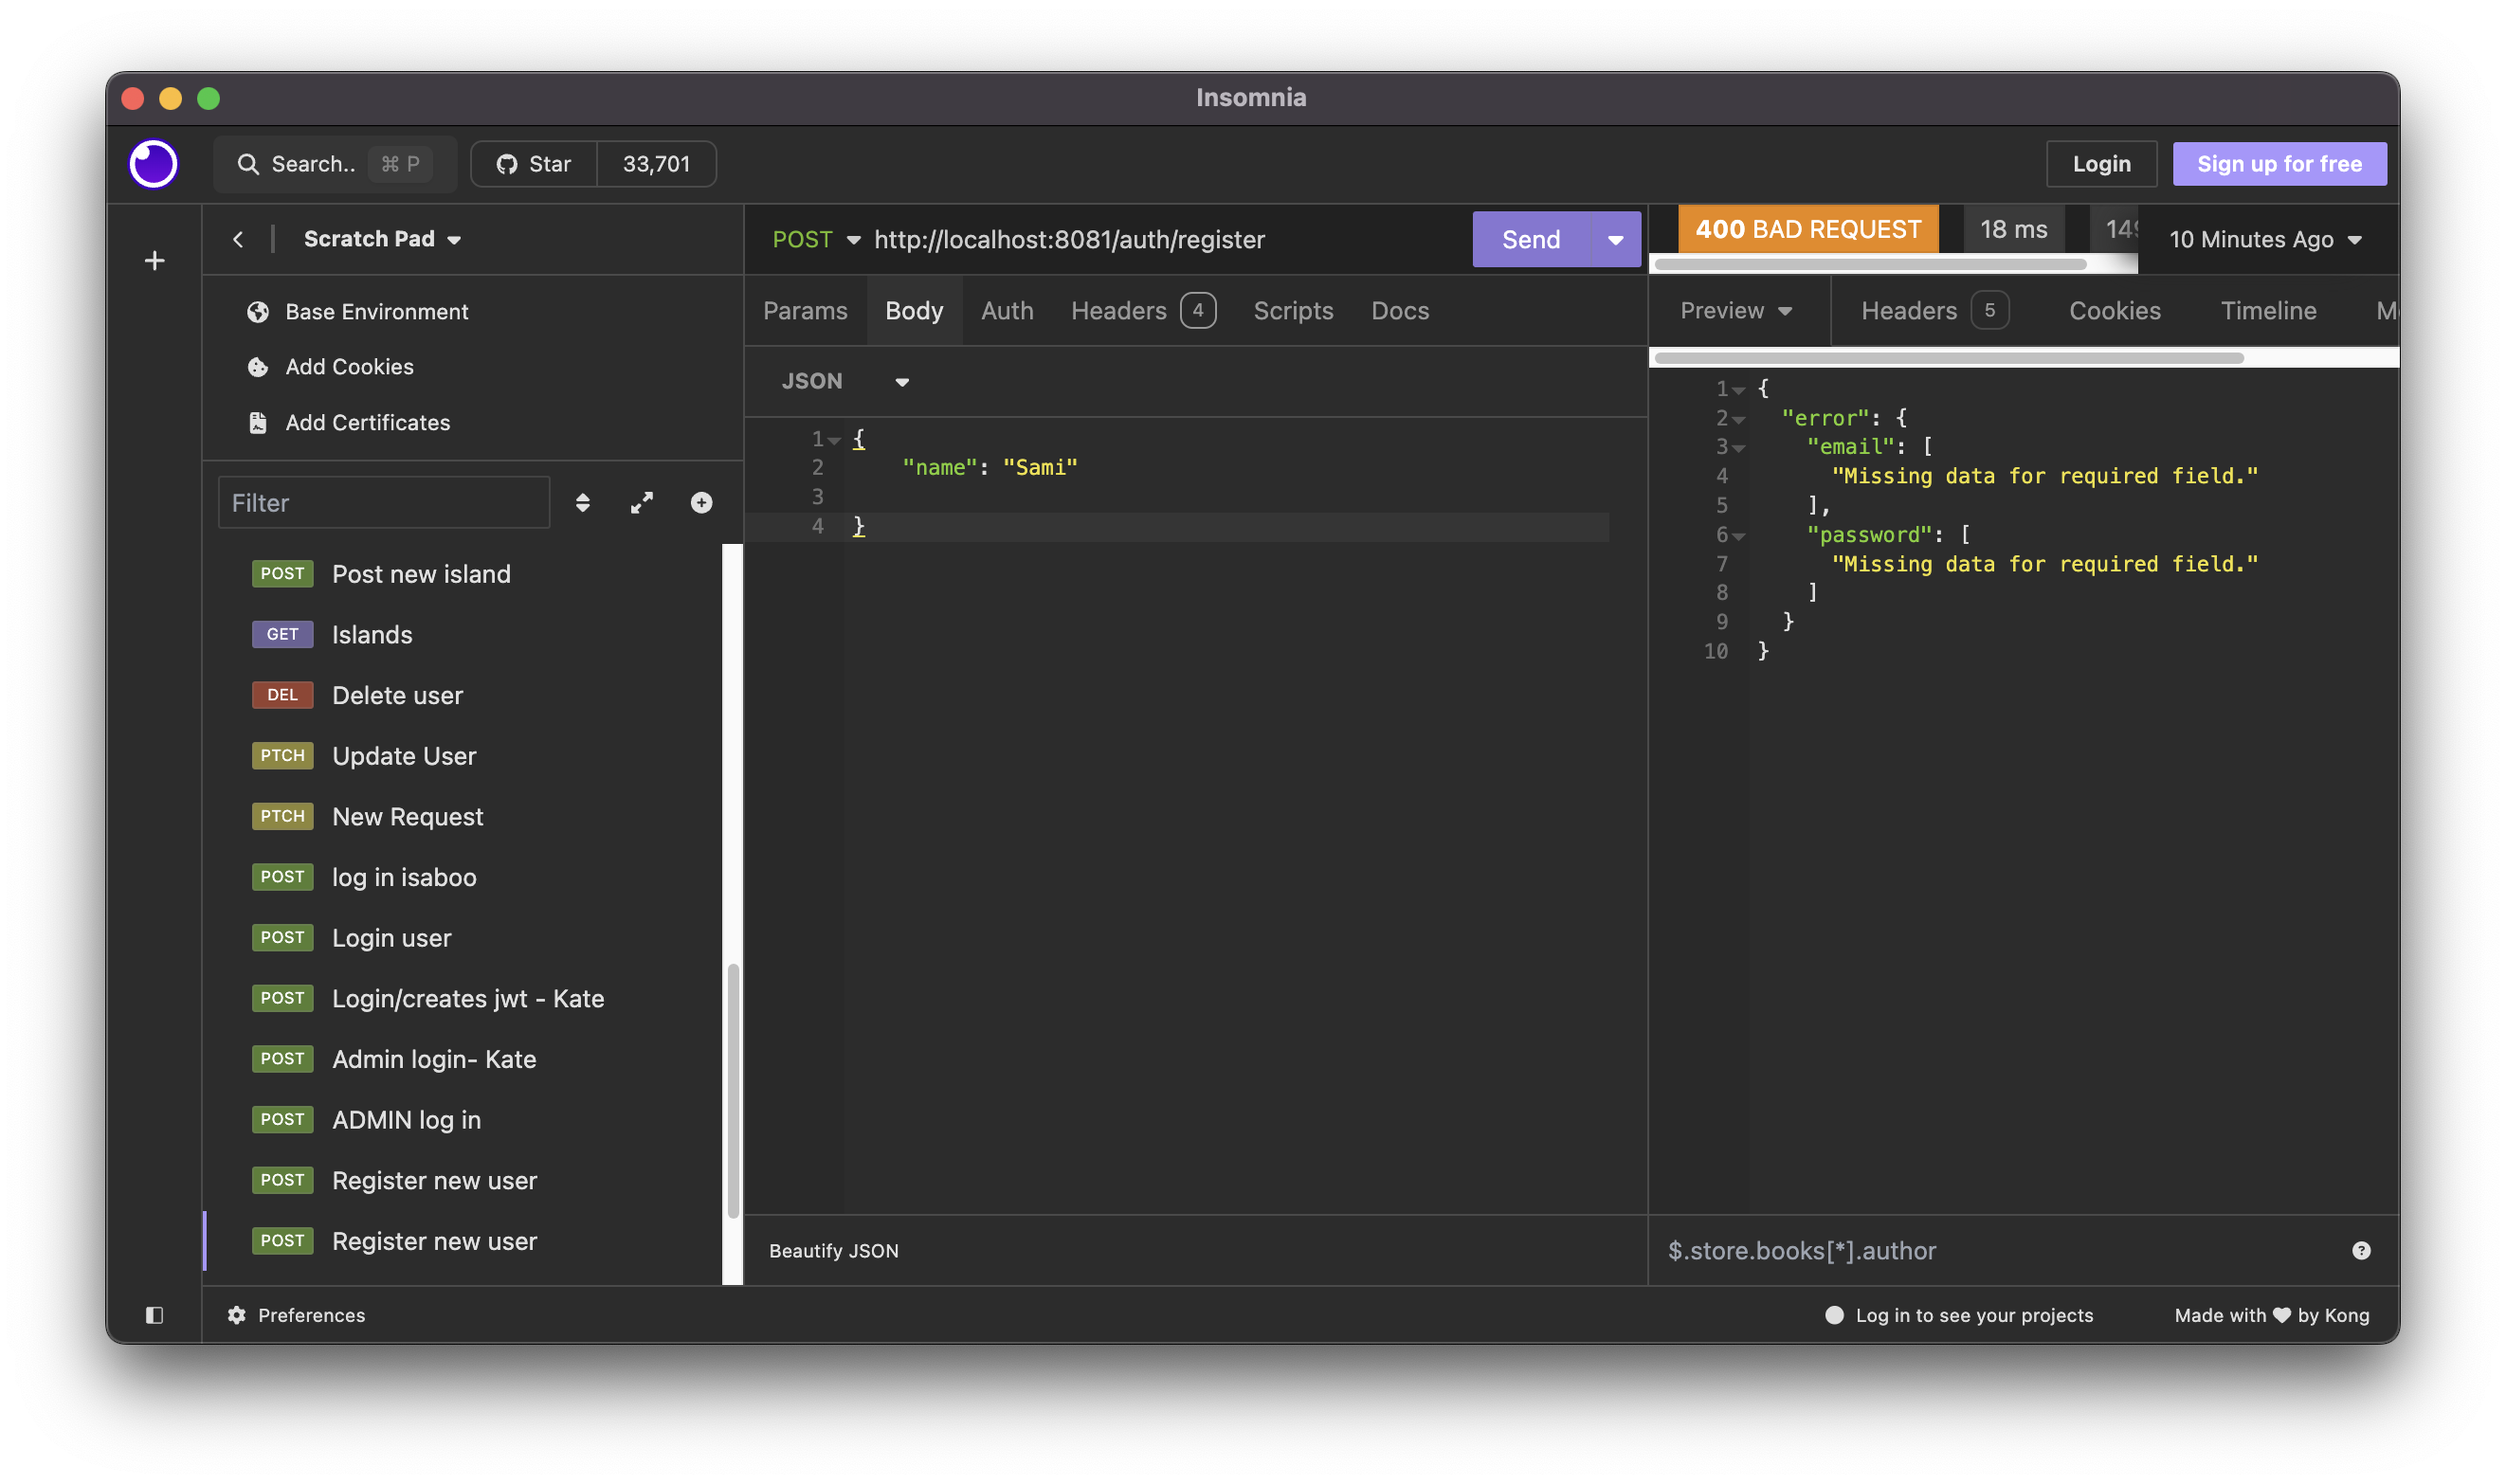 Insomnia
Search.. ⌘ P
Star 33,701
Login
Sign up for free
Scratch Pad
Base Environment
Add Cookies
Add Certificates
Filter
POST Post new island
GET Islands
DEL Delete user
PTCH Update User
PTCH New Request
POST log in isaboo
POST Login user
POST Login/creates jwt - Kate
POST Admin login- Kate
POST ADMIN log in
POST Register new user
POST Register new user
Preferences
POST http://localhost:8081/auth/register
Send
Params Body Auth Headers 4 Scripts Docs
JSON
1 {
2 "name": "Sami"
3
4 }
Beautify JSON
400 BAD REQUEST 18 ms 10 Minutes Ago
Preview Headers 5 Cookies Timeline
1 {
2 "error": {
3 "email": [
4 "Missing data for required field."
5 ],
6 "password": [
7 "Missing data for required field."
8 ]
9 }
10 }
$.store.books[*].author
Log in to see your projects
Made with ♥ by Kong